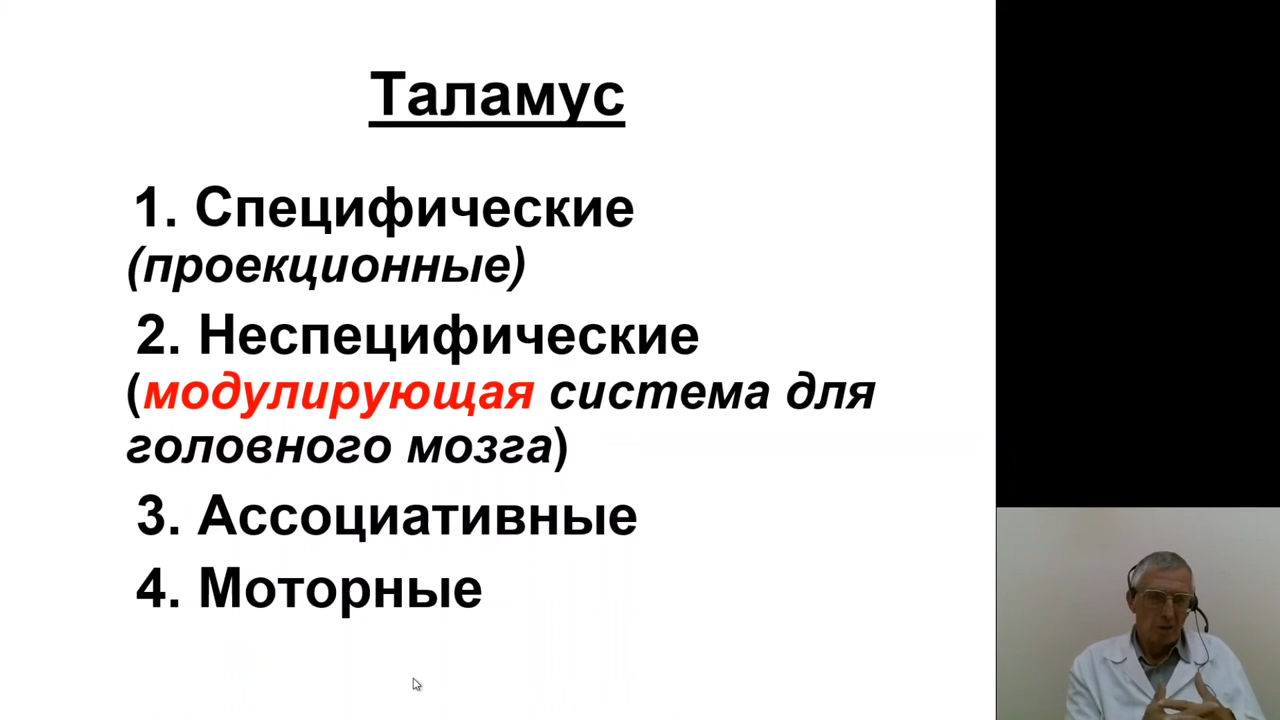 Таламус
1. Специфические
(проекционные)
2. Неспецифические
(модулирующая система для
головного мозга)
3. Ассоциативные
4. Моторные